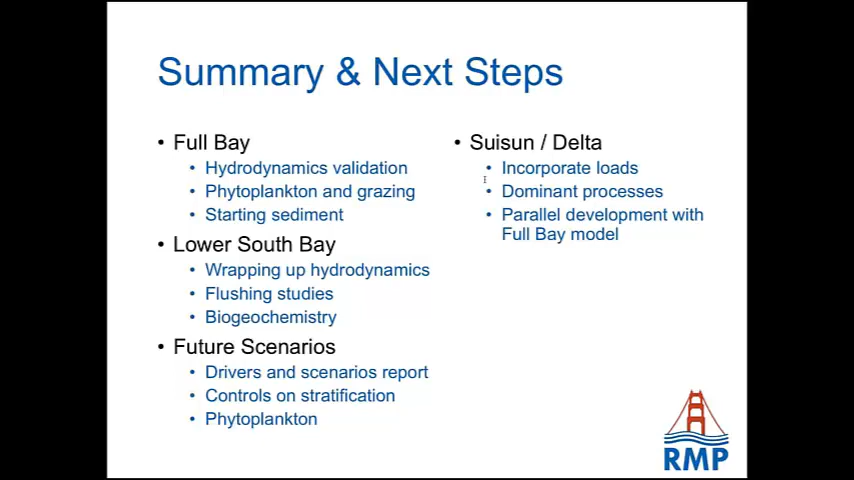 Summary & Next Steps
• Full Bay
• Hydrodynamics validation
• Phytoplankton and grazing
• Starting sediment
• Lower South Bay
• Wrapping up hydrodynamics
• Flushing studies
• Biogeochemistry
• Future Scenarios
• Drivers and scenarios report
• Controls on stratification
• Phytoplankton
• Suisun / Delta
• Incorporate loads
• Dominant processes
• Parallel development with
Full Bay model
RMP